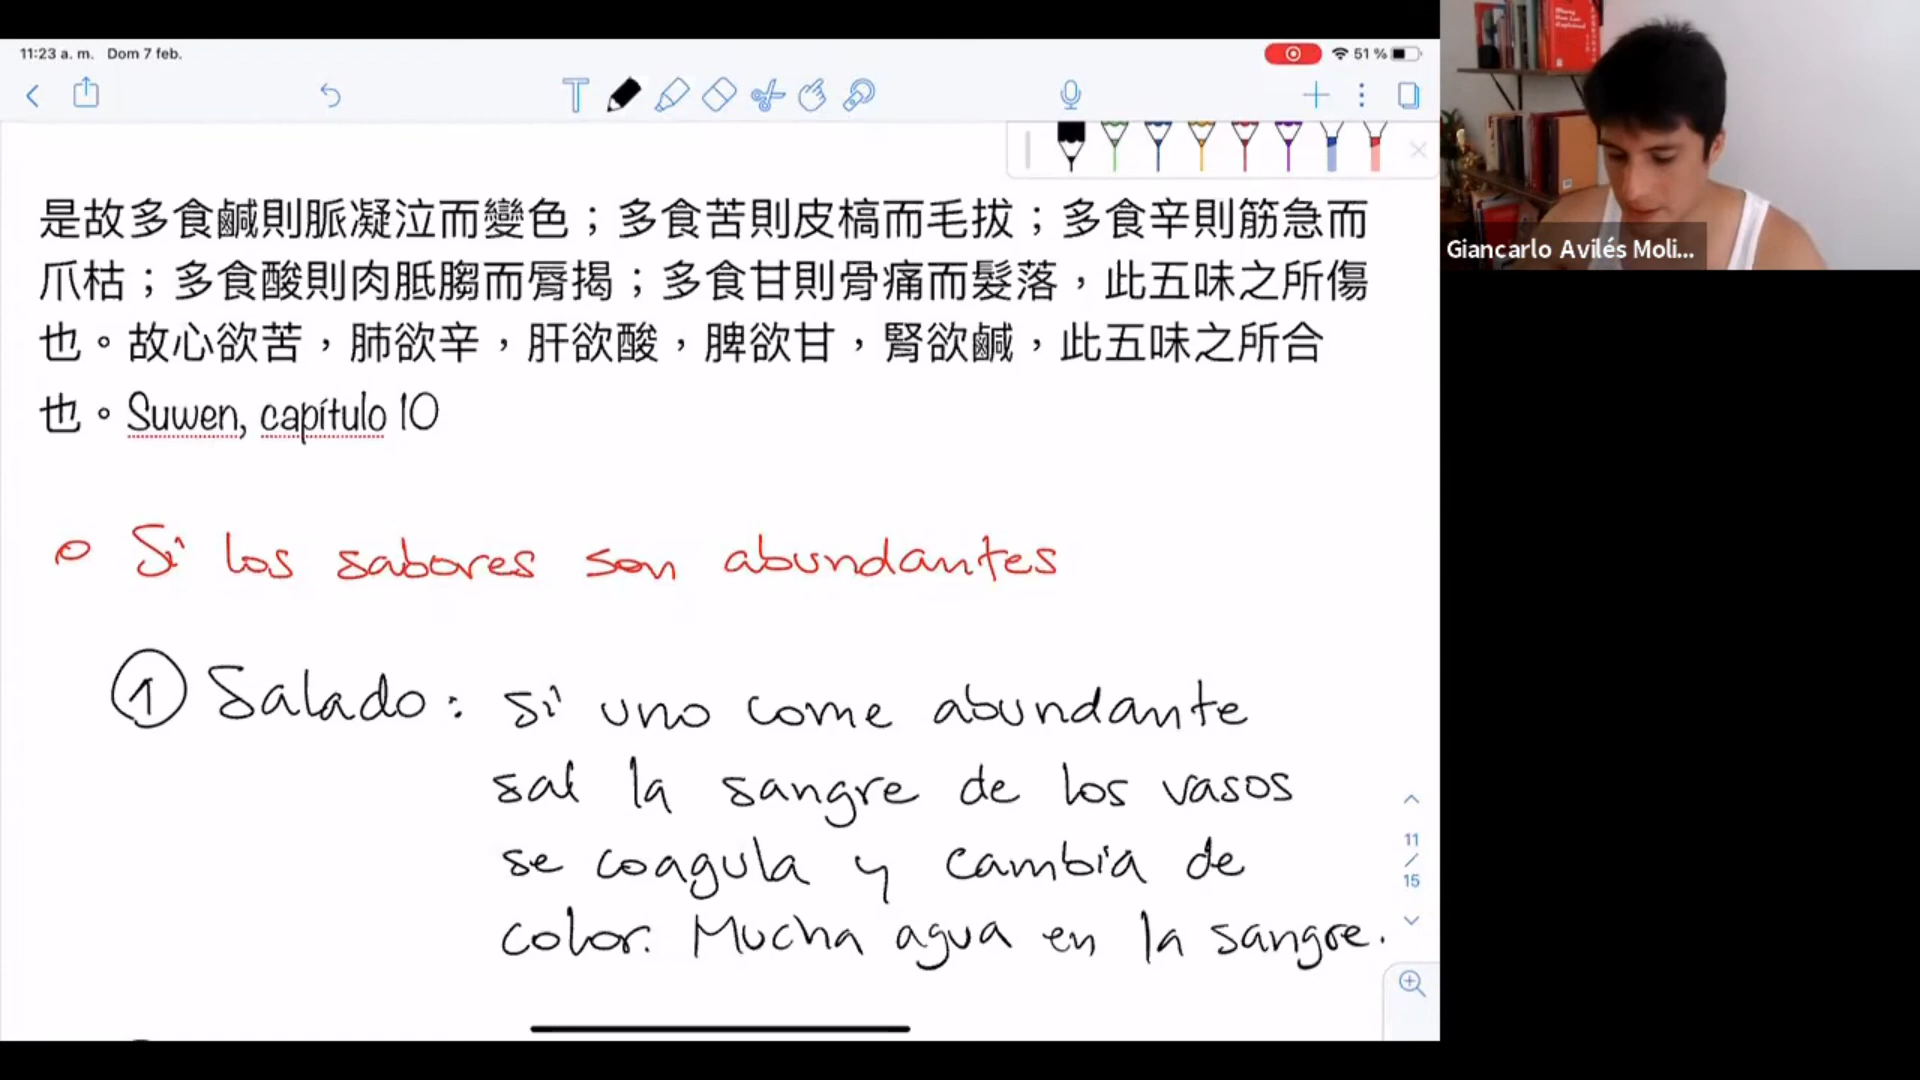 11:23 a. m. Dom 7 feb.
51 %
是故多食鹹則脈凝泣而變色；多食苦則皮槁而毛拔；多食辛則筋急而
爪枯；多食酸則肉胝䐢而脣揭；多食甘則骨痛而髮落，此五味之所傷
也。故心欲苦，肺欲辛，肝欲酸，脾欲甘，腎欲鹹，此五味之所合
也。Suwen, capítulo 10
Si los sabores son abundantes
1 Salado: si uno come abundante
sal la sangre de los vasos
se coagula y cambia de
color. Mucha agua en la sangre.
11
/
15
Giancarlo Avilés Moli...